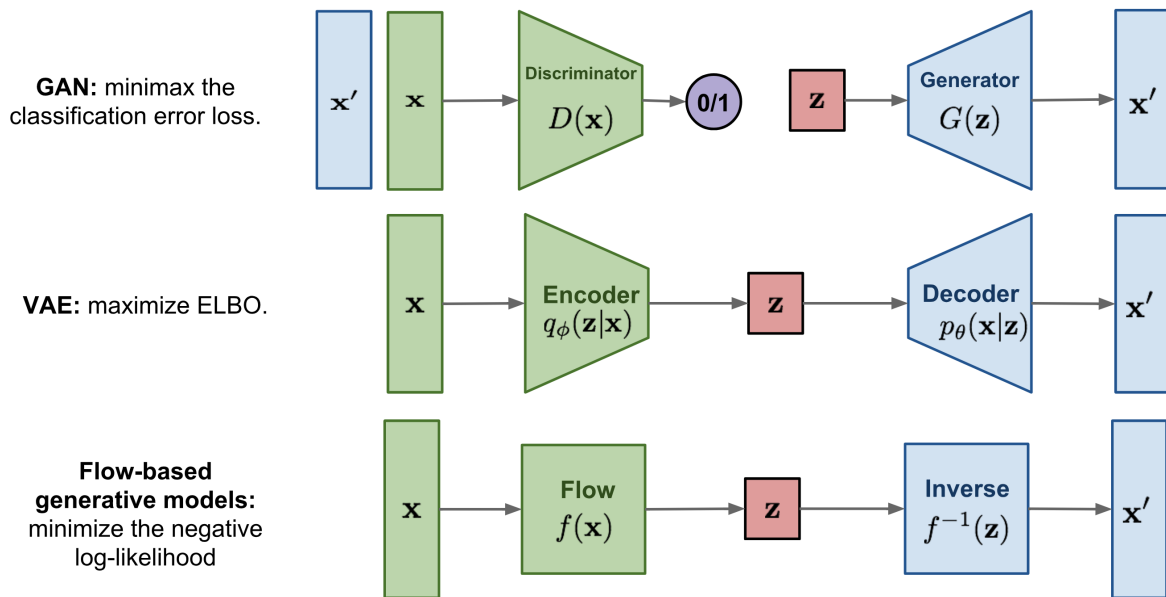 GAN: minimax the
classification error loss.
x′
x
Discriminator
D(x)
0/1
z
Generator
G(z)
x′
VAE: maximize ELBO.
x
Encoder
qϕ(z|x)
z
Decoder
pθ(x|z)
x′
Flow-based
generative models:
minimize the negative
log-likelihood
x
Flow
f(x)
z
Inverse
f⁻¹(z)
x′